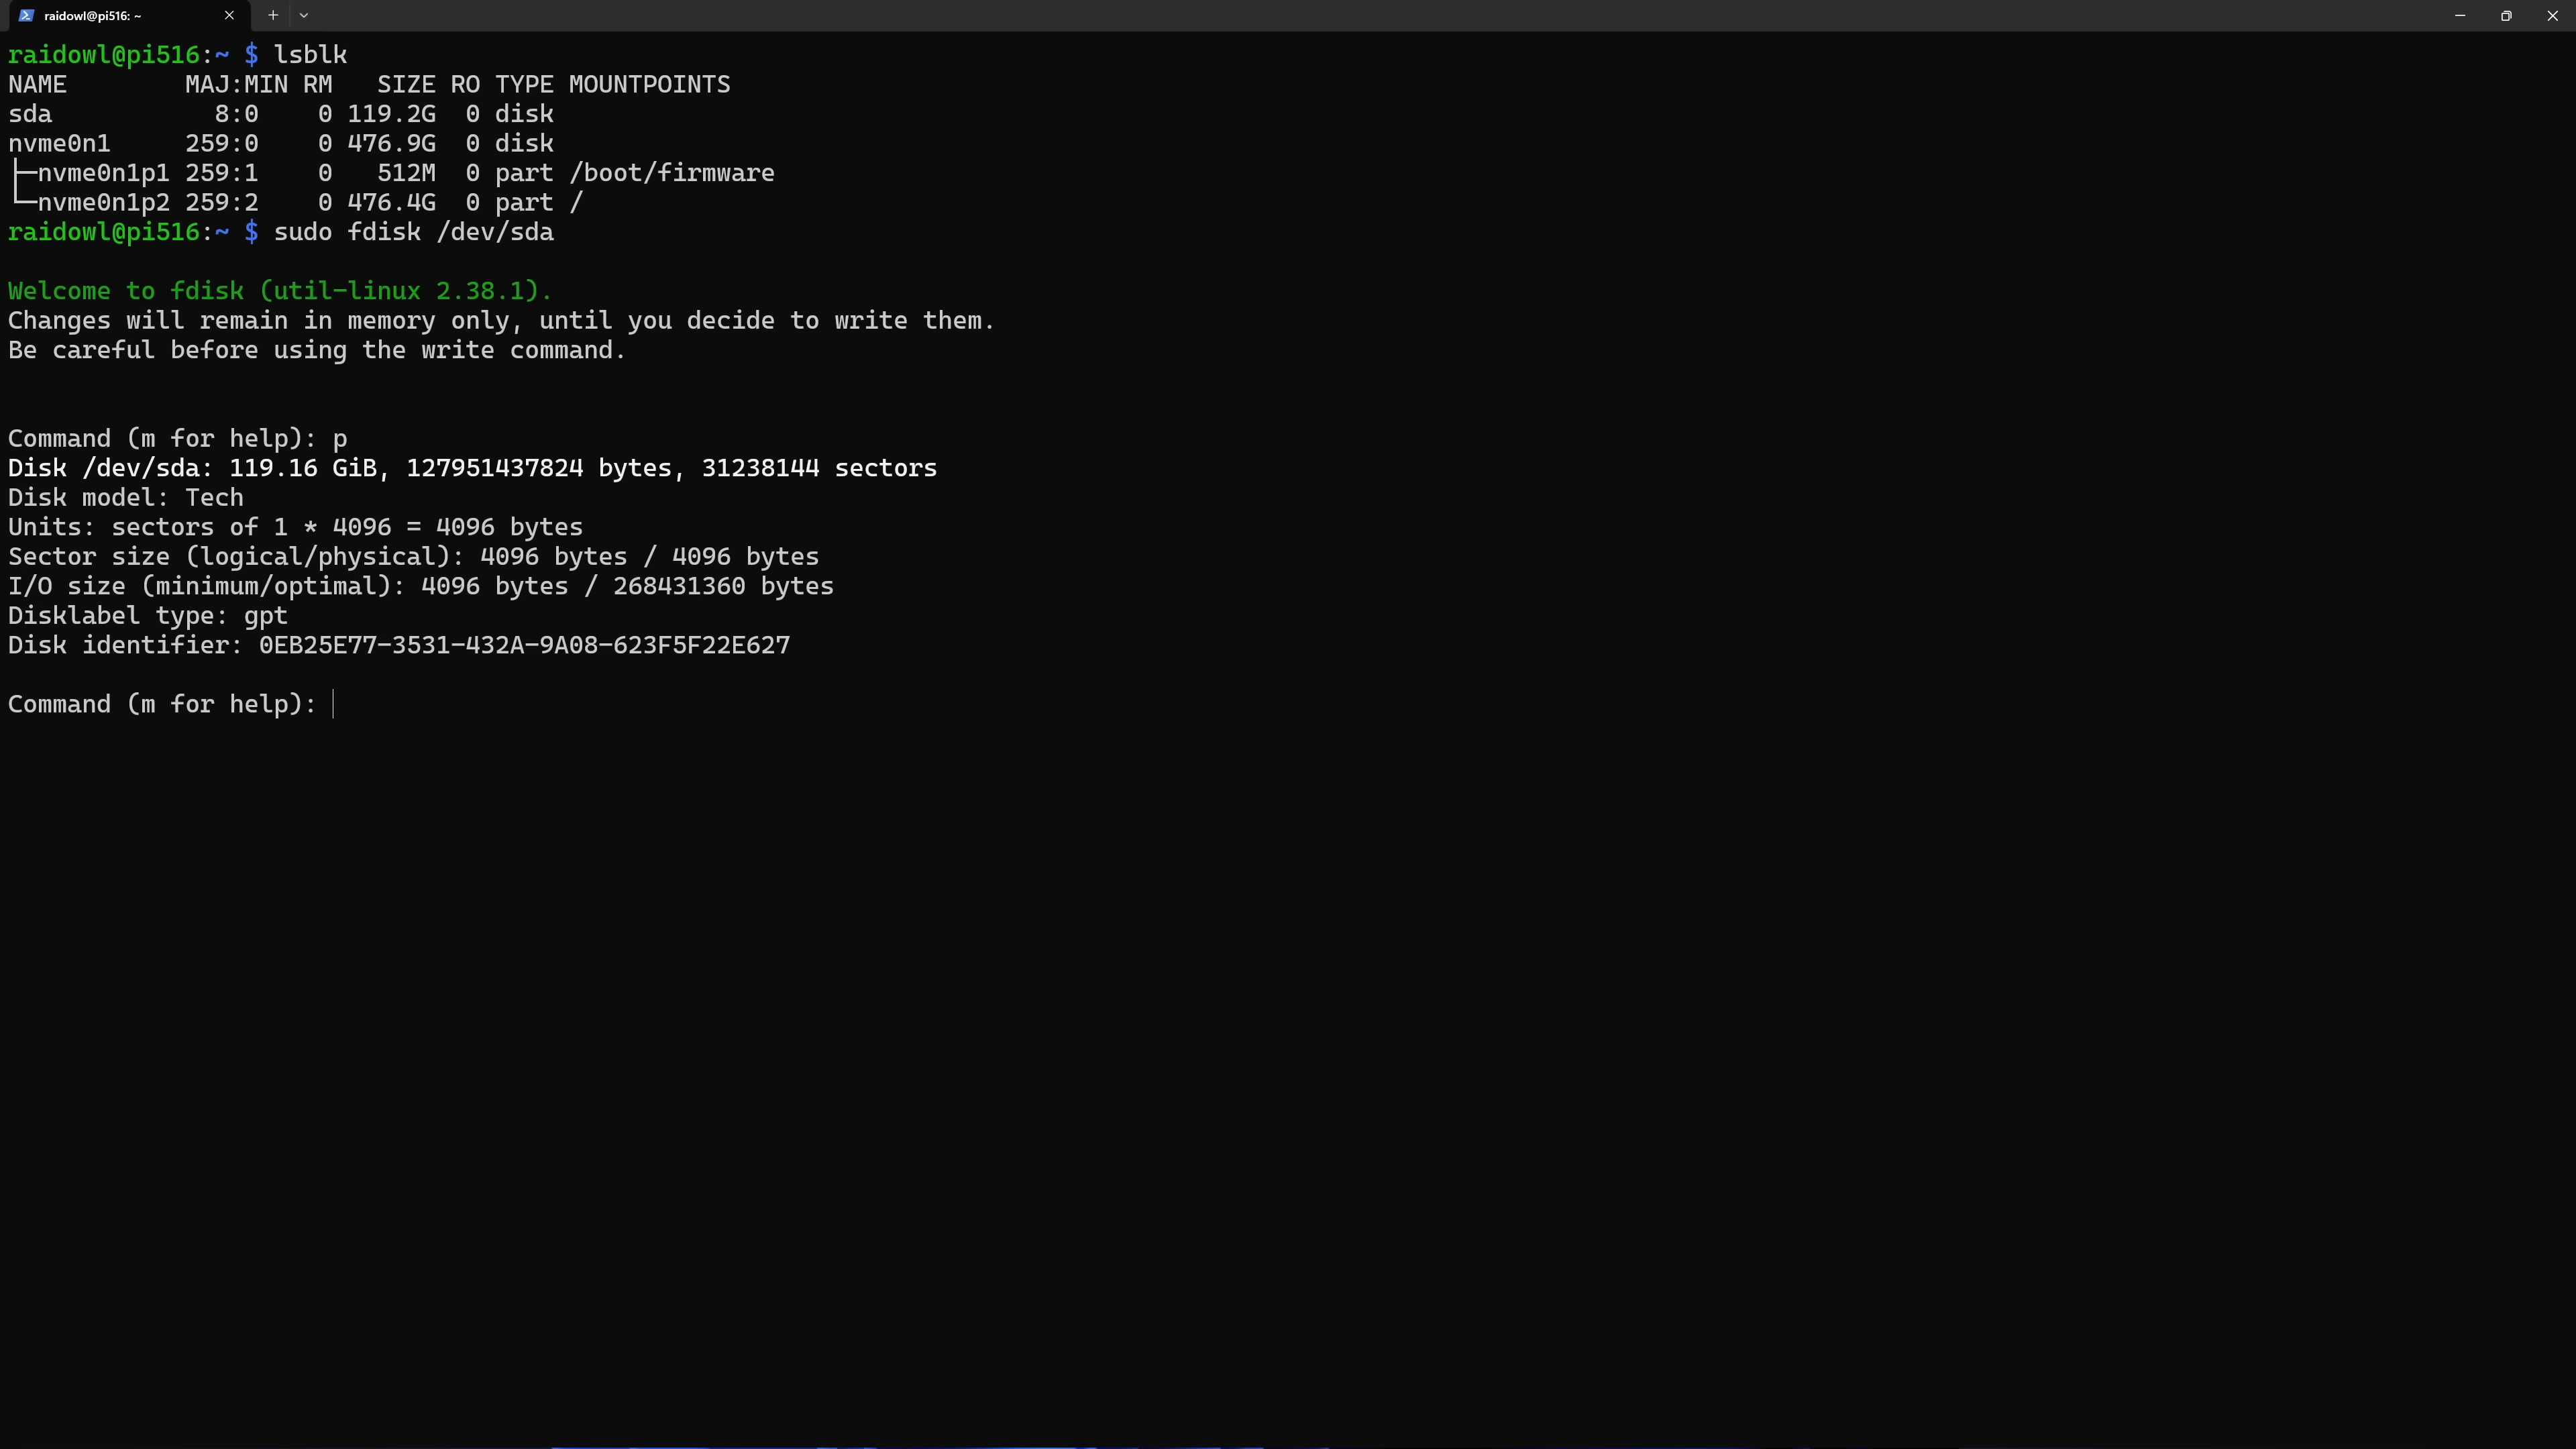 raidowl@pi516: ~
raidowl@pi516:~ $ lsblk
NAME        MAJ:MIN RM   SIZE RO TYPE MOUNTPOINTS
sda           8:0    0 119.2G  0 disk
nvme0n1     259:0    0 476.9G  0 disk
├─nvme0n1p1 259:1    0   512M  0 part /boot/firmware
└─nvme0n1p2 259:2    0 476.4G  0 part /
raidowl@pi516:~ $ sudo fdisk /dev/sda
Welcome to fdisk (util-linux 2.38.1).
Changes will remain in memory only, until you decide to write them.
Be careful before using the write command.
Command (m for help): p
Disk /dev/sda: 119.16 GiB, 127951437824 bytes, 31238144 sectors
Disk model: Tech
Units: sectors of 1 * 4096 = 4096 bytes
Sector size (logical/physical): 4096 bytes / 4096 bytes
I/O size (minimum/optimal): 4096 bytes / 268431360 bytes
Disklabel type: gpt
Disk identifier: 0EB25E77-3531-432A-9A08-623F5F22E627
Command (m for help):